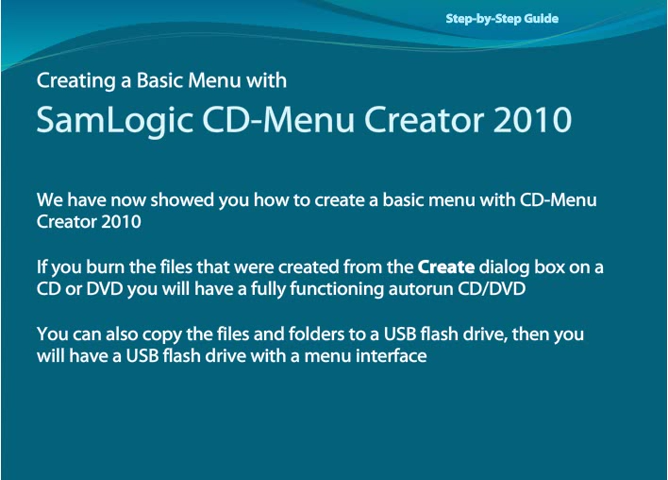 Step-by-Step Guide
Creating a Basic Menu with
SamLogic CD-Menu Creator 2010
We have now showed you how to create a basic menu with CD-Menu
Creator 2010
If you burn the files that were created from the Create dialog box on a
CD or DVD you will have a fully functioning autorun CD/DVD
You can also copy the files and folders to a USB flash drive, then you
will have a USB flash drive with a menu interface